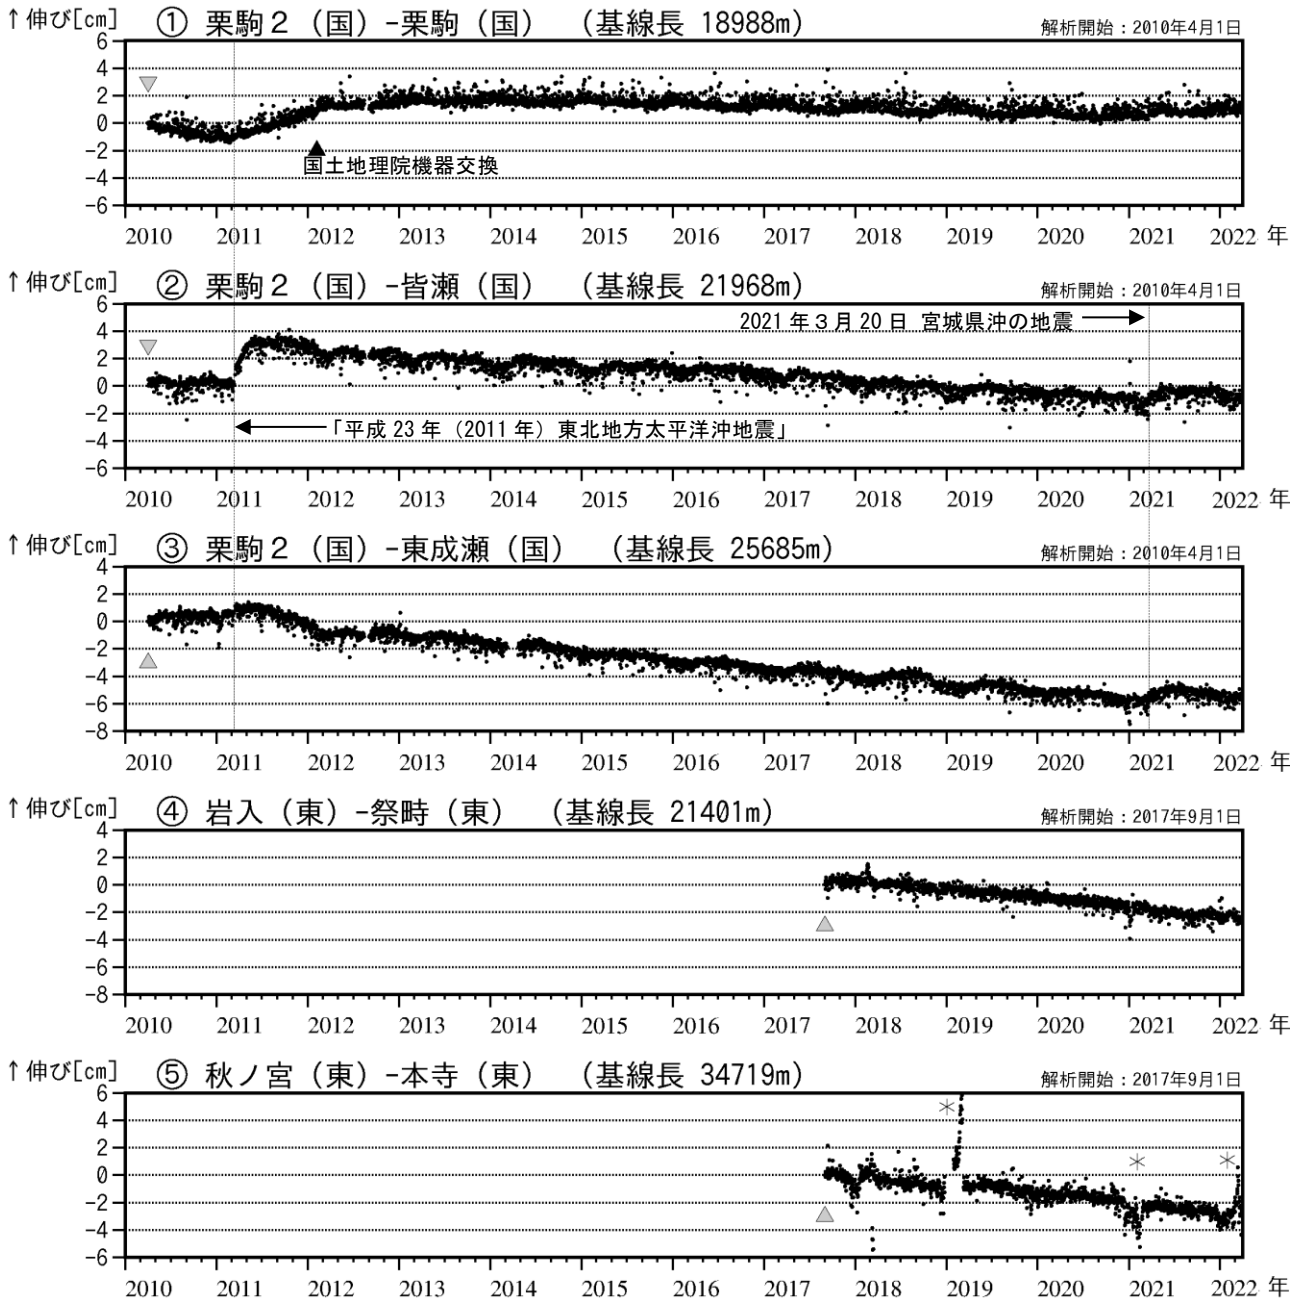 ↑伸び[cm] ① 栗駒２（国）-栗駒（国） （基線長 18988m） 解析開始：2010年4月1日
6
4
2
0
-2
国土地理院機器交換
-4
-6
2010 2011 2012 2013 2014 2015 2016 2017 2018 2019 2020 2021 2022 年
↑伸び[cm] ② 栗駒２（国）-皆瀬（国） （基線長 21968m） 解析開始：2010年4月1日
6
2021 年３月 20 日 宮城県沖の地震
4
2
0
-2
「平成 23 年（2011 年）東北地方太平洋沖地震」
-4
-6
2010 2011 2012 2013 2014 2015 2016 2017 2018 2019 2020 2021 2022 年
↑伸び[cm] ③ 栗駒２（国）-東成瀬（国） （基線長 25685m） 解析開始：2010年4月1日
4
2
0
-2
-4
-6
-8
2010 2011 2012 2013 2014 2015 2016 2017 2018 2019 2020 2021 2022 年
↑伸び[cm] ④ 岩入（東）-祭畤（東） （基線長 21401m） 解析開始：2017年9月1日
4
2
0
-2
-4
-6
-8
2010 2011 2012 2013 2014 2015 2016 2017 2018 2019 2020 2021 2022 年
↑伸び[cm] ⑤ 秋ノ宮（東）-本寺（東） （基線長 34719m） 解析開始：2017年9月1日
6
4
2
0
-2
-4
-6
2010 2011 2012 2013 2014 2015 2016 2017 2018 2019 2020 2021 2022 年